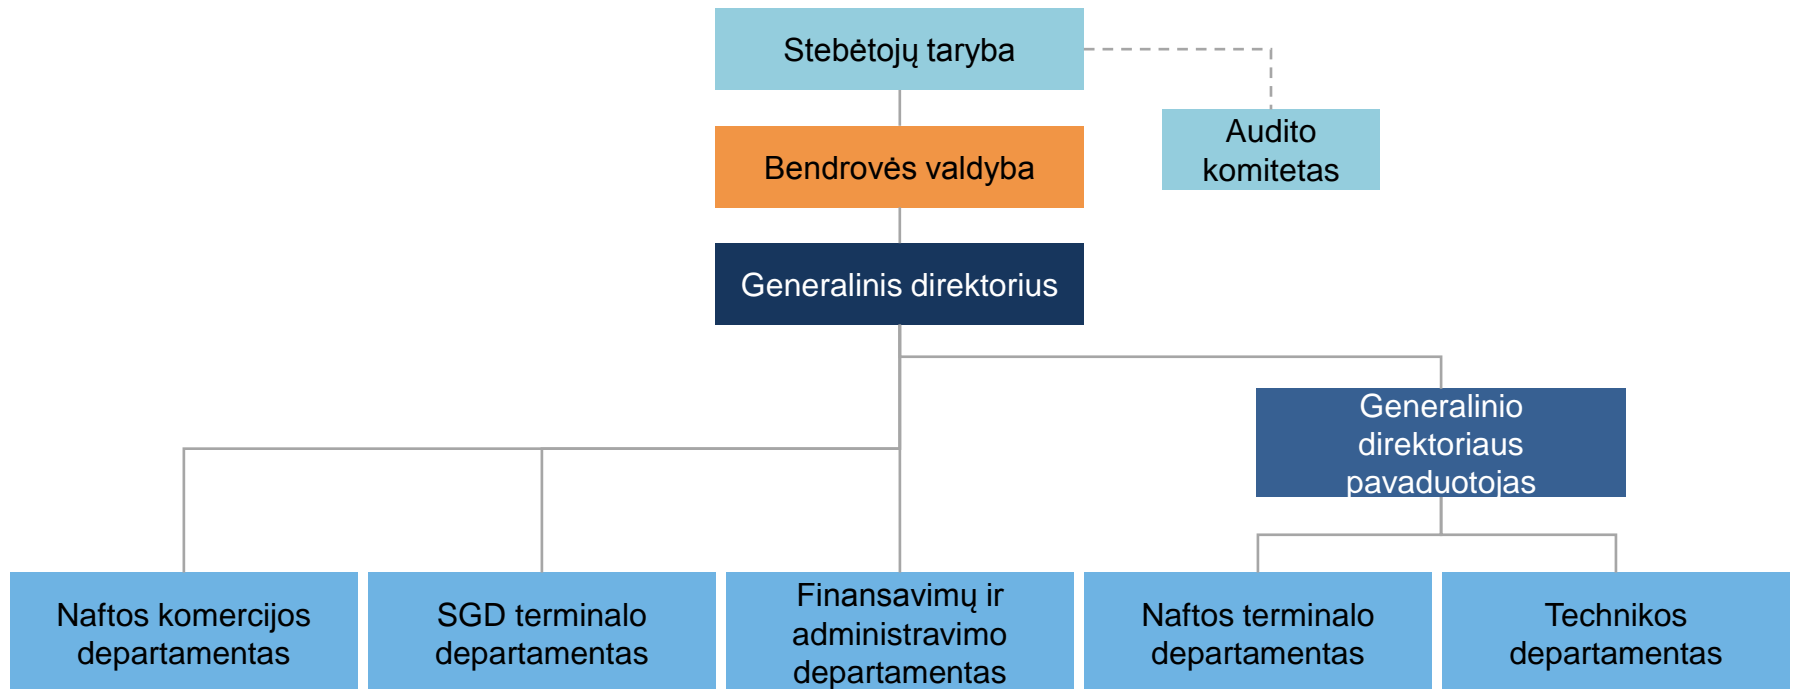 Stebėtojų taryba
Audito
komitetas
Bendrovės valdyba
Generalinis direktorius
Generalinio
direktoriaus
pavaduotojas
Naftos komercijos
departamentas
SGD terminalo
departamentas
Finansavimų ir
administravimo
departamentas
Naftos terminalo
departamentas
Technikos
departamentas